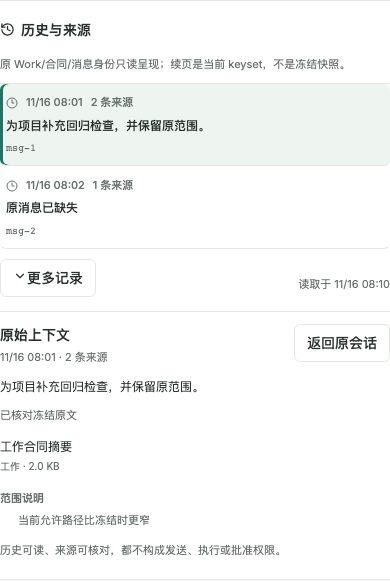 历史与来源
原 Work/合同/消息身份只读呈现；续页是当前 keyset，不是冻结快照。
11/16 08:01 2 条来源
为项目补充回归检查，并保留原范围。
msg-1
11/16 08:02 1 条来源
原消息已缺失
msg-2
更多记录
读取于 11/16 08:10
原始上下文
返回原会话
11/16 08:01 · 2 条来源
为项目补充回归检查，并保留原范围。
已核对冻结原文
工作合同摘要
工作 · 2.0 KB
范围说明
当前允许路径比冻结时更窄
历史可读、来源可核对，都不构成发送、执行或批准权限。